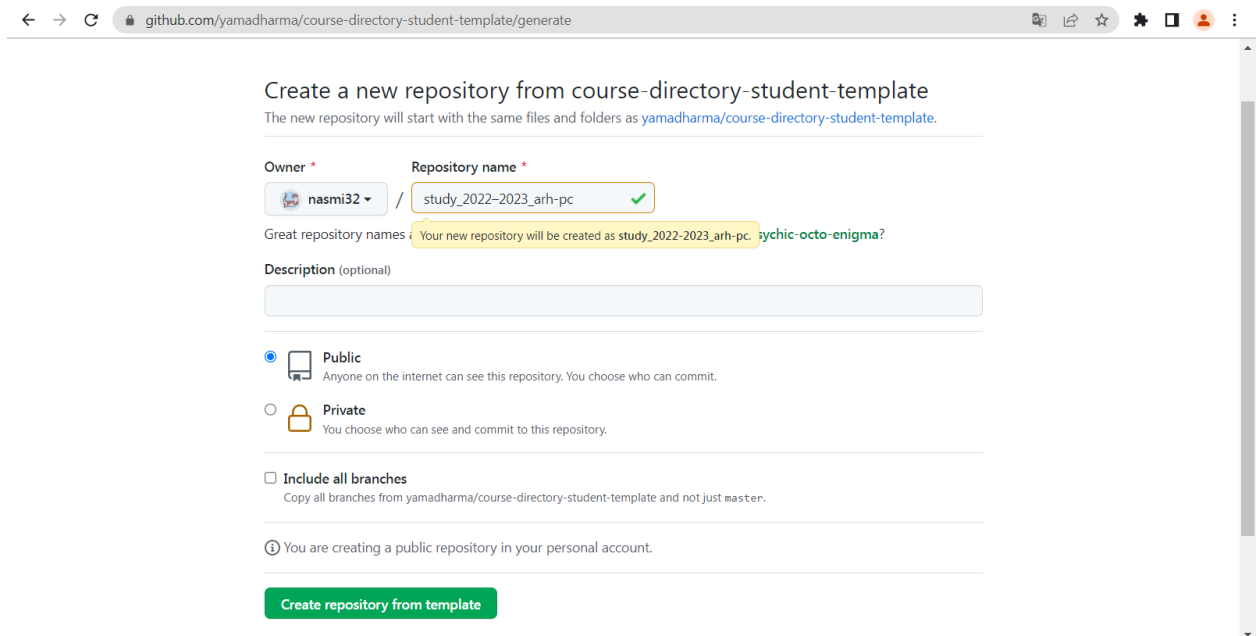 github.com/yamadharma/course-directory-student-template/generate
Create a new repository from course-directory-student-template
The new repository will start with the same files and folders as yamadharma/course-directory-student-template.
Owner * Repository name *
nasmi32 / study_2022–2023_arh-pc
Great repository names Your new repository will be created as study_2022-2023_arh-pc. sychic-octo-enigma?
Description (optional)
Public
Anyone on the internet can see this repository. You choose who can commit.
Private
You choose who can see and commit to this repository.
Include all branches
Copy all branches from yamadharma/course-directory-student-template and not just master.
You are creating a public repository in your personal account.
Create repository from template